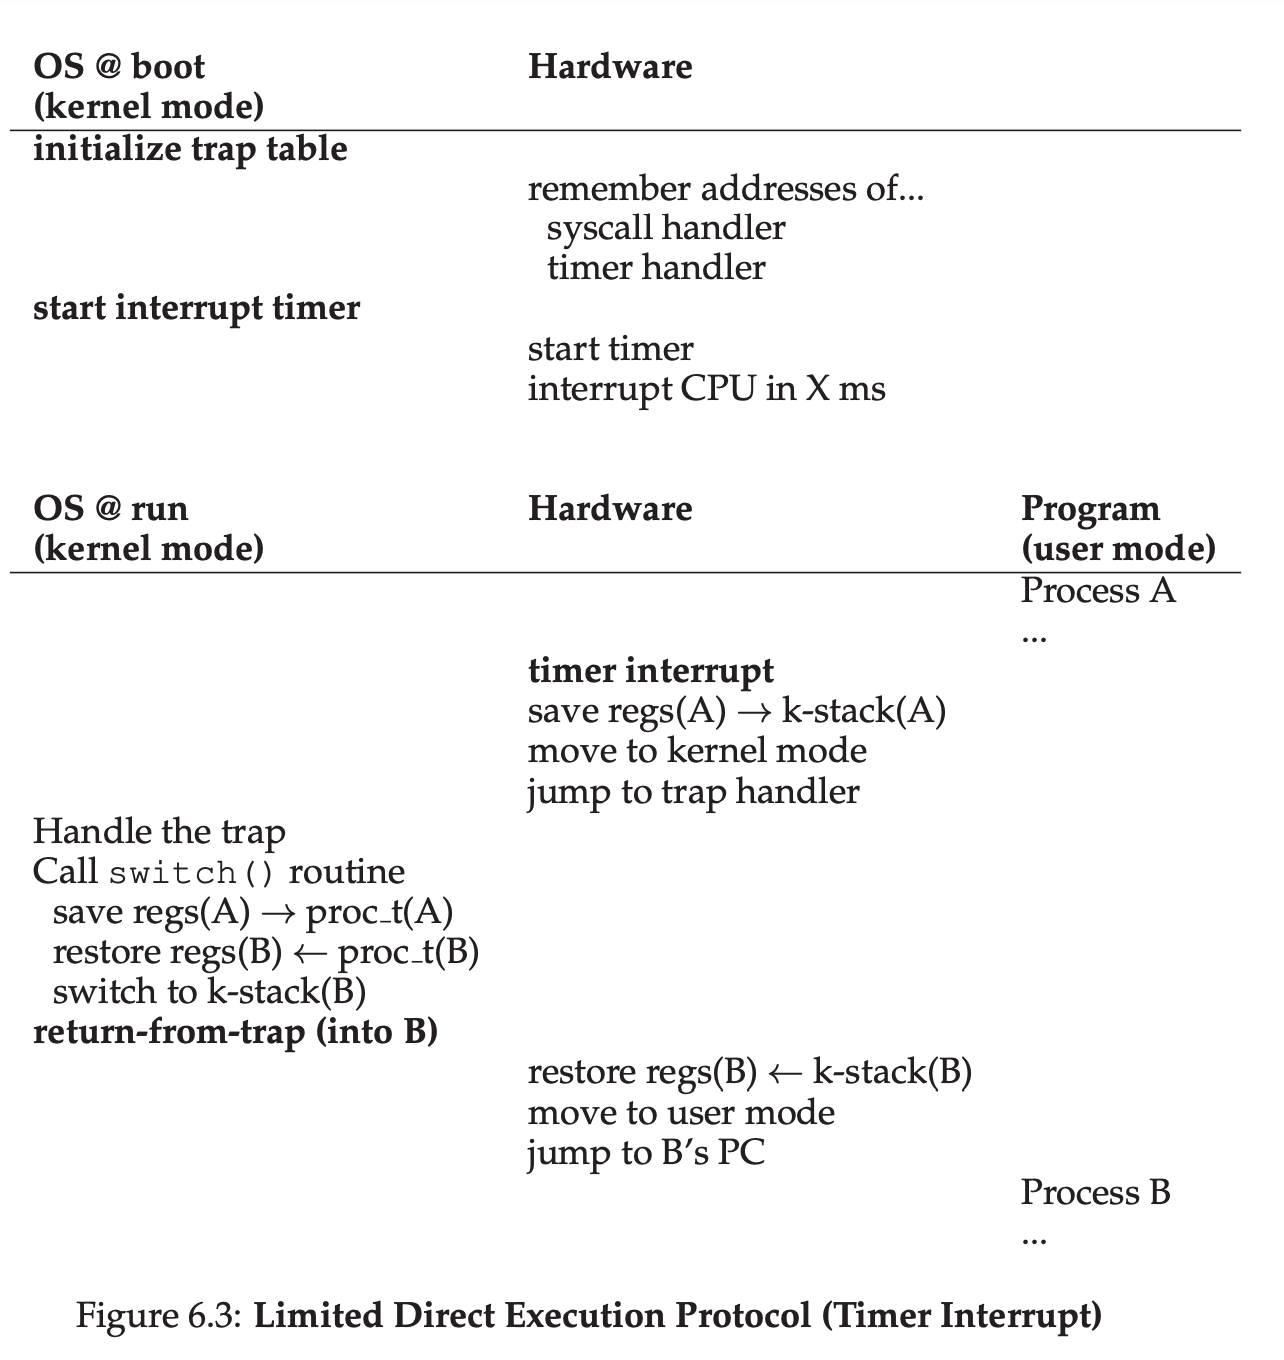 OS @ boot Hardware
(kernel mode)
initialize trap table
remember addresses of...
syscall handler
timer handler
start interrupt timer
start timer
interrupt CPU in X ms
OS @ run Hardware Program
(kernel mode) (user mode)
Process A
...
timer interrupt
save regs(A) → k-stack(A)
move to kernel mode
jump to trap handler
Handle the trap
Call switch() routine
save regs(A) → proc_t(A)
restore regs(B) ← proc_t(B)
switch to k-stack(B)
return-from-trap (into B)
restore regs(B) ← k-stack(B)
move to user mode
jump to B’s PC
Process B
...
Figure 6.3: Limited Direct Execution Protocol (Timer Interrupt)